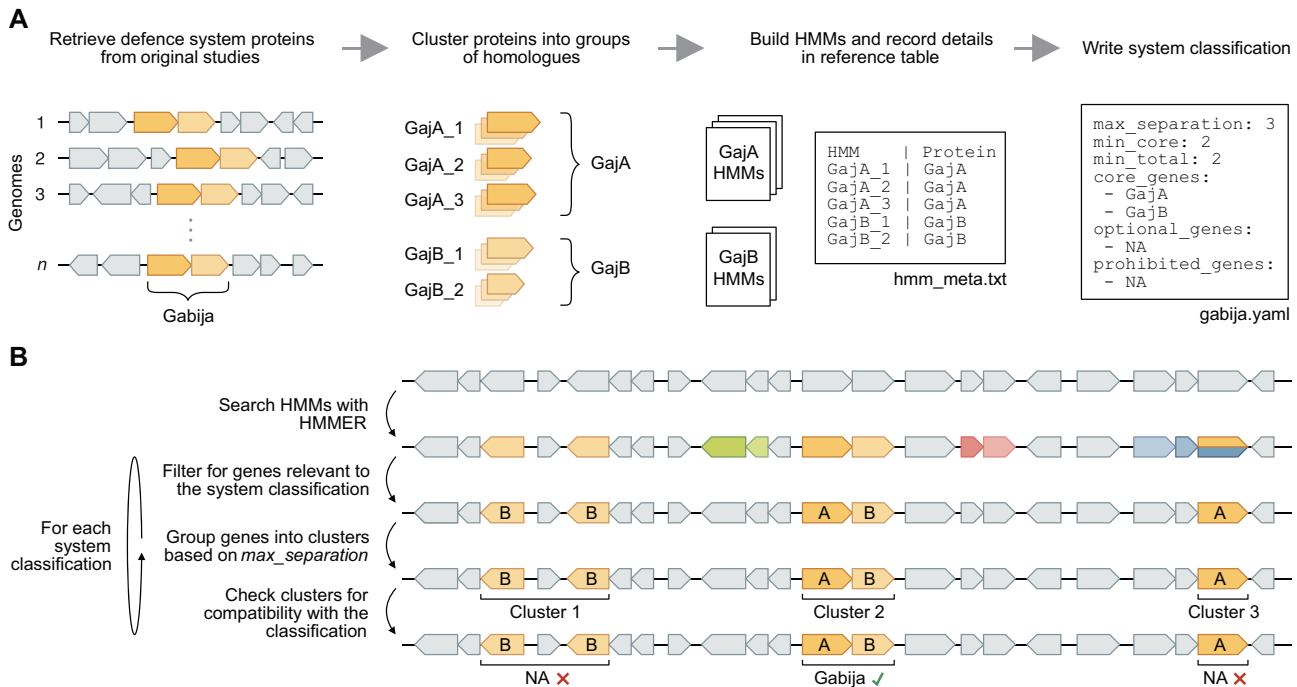 A
Retrieve defence system proteins
from original studies
Cluster proteins into groups
of homologues
Build HMMs and record details
in reference table
Write system classification
Genomes
1
2
3
n
Gabija
GajA_1
GajA_2
GajA_3
GajA
GajB_1
GajB_2
GajB
GajA
HMMs
GajB
HMMs
HMM | Protein
GajA_1 | GajA
GajA_2 | GajA
GajA_3 | GajA
GajB_1 | GajB
GajB_2 | GajB
hmm_meta.txt
max_separation: 3
min_core: 2
min_total: 2
core_genes:
- GajA
- GajB
optional_genes:
- NA
prohibited_genes:
- NA
gabija.yaml
B
Search HMMs with
HMMER
Filter for genes relevant to
the system classification
For each
system
classification
Group genes into clusters
based on max_separation
Check clusters for
compatibility with the
classification
B B A B A
B B A B A
Cluster 1 Cluster 2 Cluster 3
B B A B A
NA ✗ Gabija ✓ NA ✗